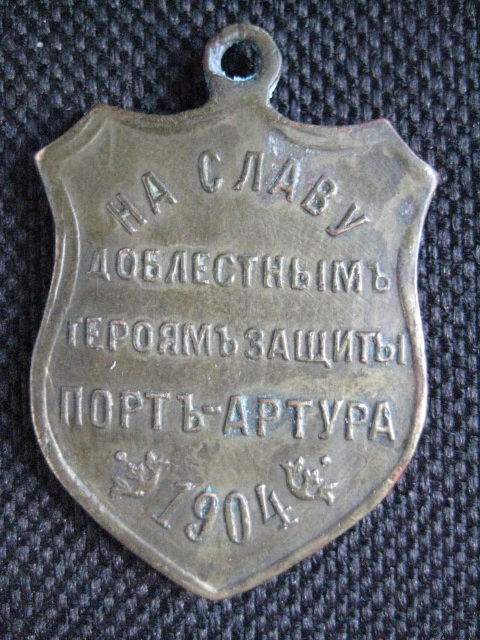 НА СЛАВУ
ДОБЛЕСТНЫМЪ
ГЕРОЯМЪ ЗАЩИТЫ
ПОРТЪ-АРТУРА
1904